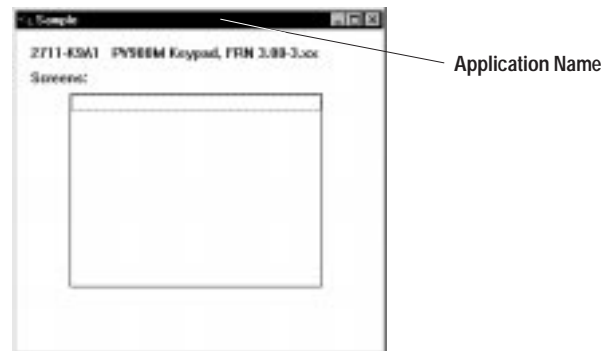 Sample
2711-K9A1 PV900M Keypad, FRN 3.00-3.xx
Screens:
Application Name